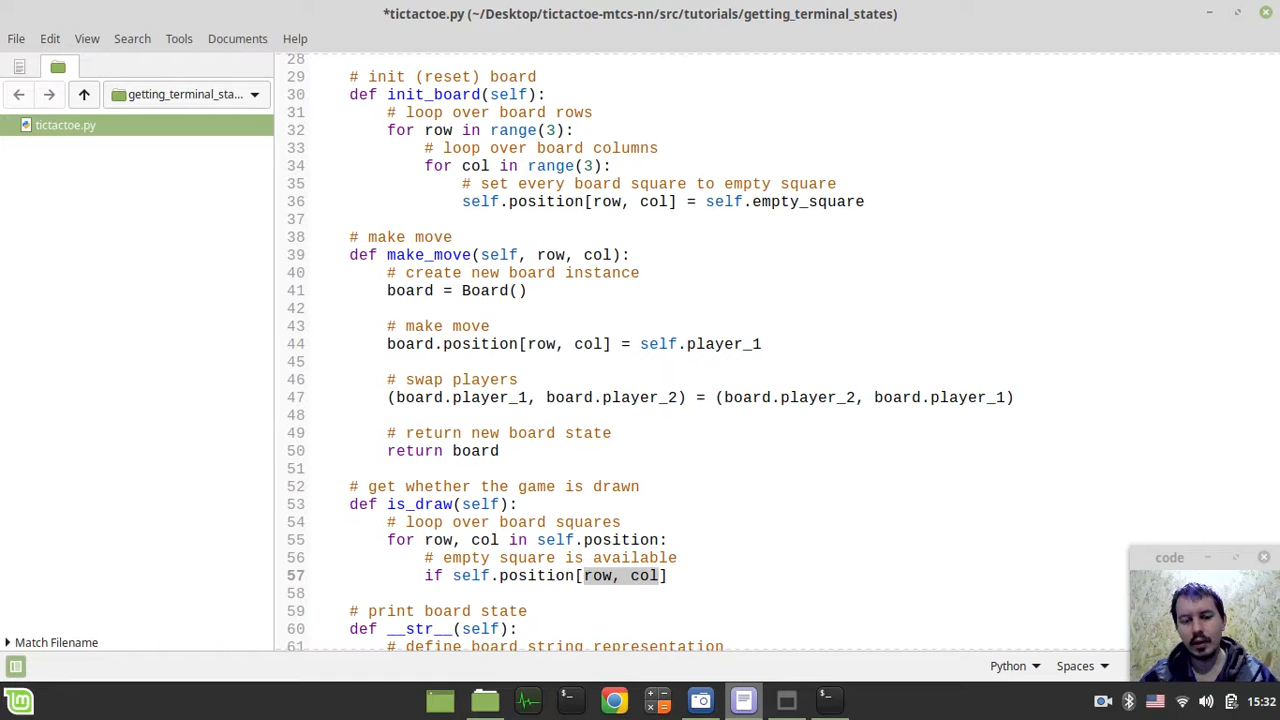 *tictactoe.py (~/Desktop/tictactoe-mtcs-nn/src/tutorials/getting_terminal_states)
File Edit View Search Tools Documents Help
getting_terminal_sta...
tictactoe.py
28
29 # init (reset) board
30 def init_board(self):
31 # loop over board rows
32 for row in range(3):
33 # loop over board columns
34 for col in range(3):
35 # set every board square to empty square
36 self.position[row, col] = self.empty_square
37
38 # make move
39 def make_move(self, row, col):
40 # create new board instance
41 board = Board()
42
43 # make move
44 board.position[row, col] = self.player_1
45
46 # swap players
47 (board.player_1, board.player_2) = (board.player_2, board.player_1)
48
49 # return new board state
50 return board
51
52 # get whether the game is drawn
53 def is_draw(self):
54 # loop over board squares
55 for row, col in self.position:
56 # empty square is available
57 if self.position[row, col]
58
59 # print board state
60 def __str__(self):
61 # define board string representation
code
Match Filename
Python Spaces
15:32